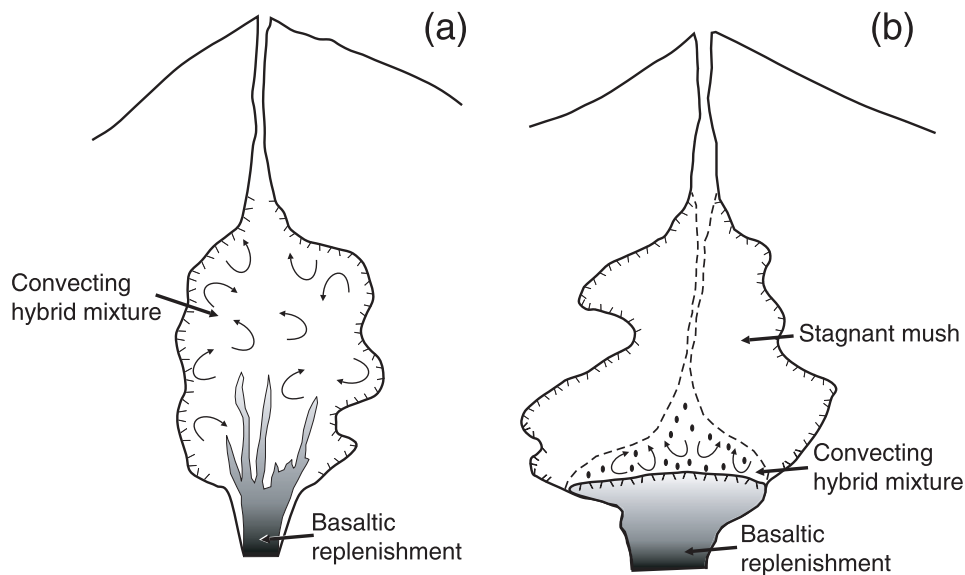 (a)
(b)
Convecting
hybrid mixture
Basaltic
replenishment
Stagnant mush
Convecting
hybrid mixture
Basaltic
replenishment